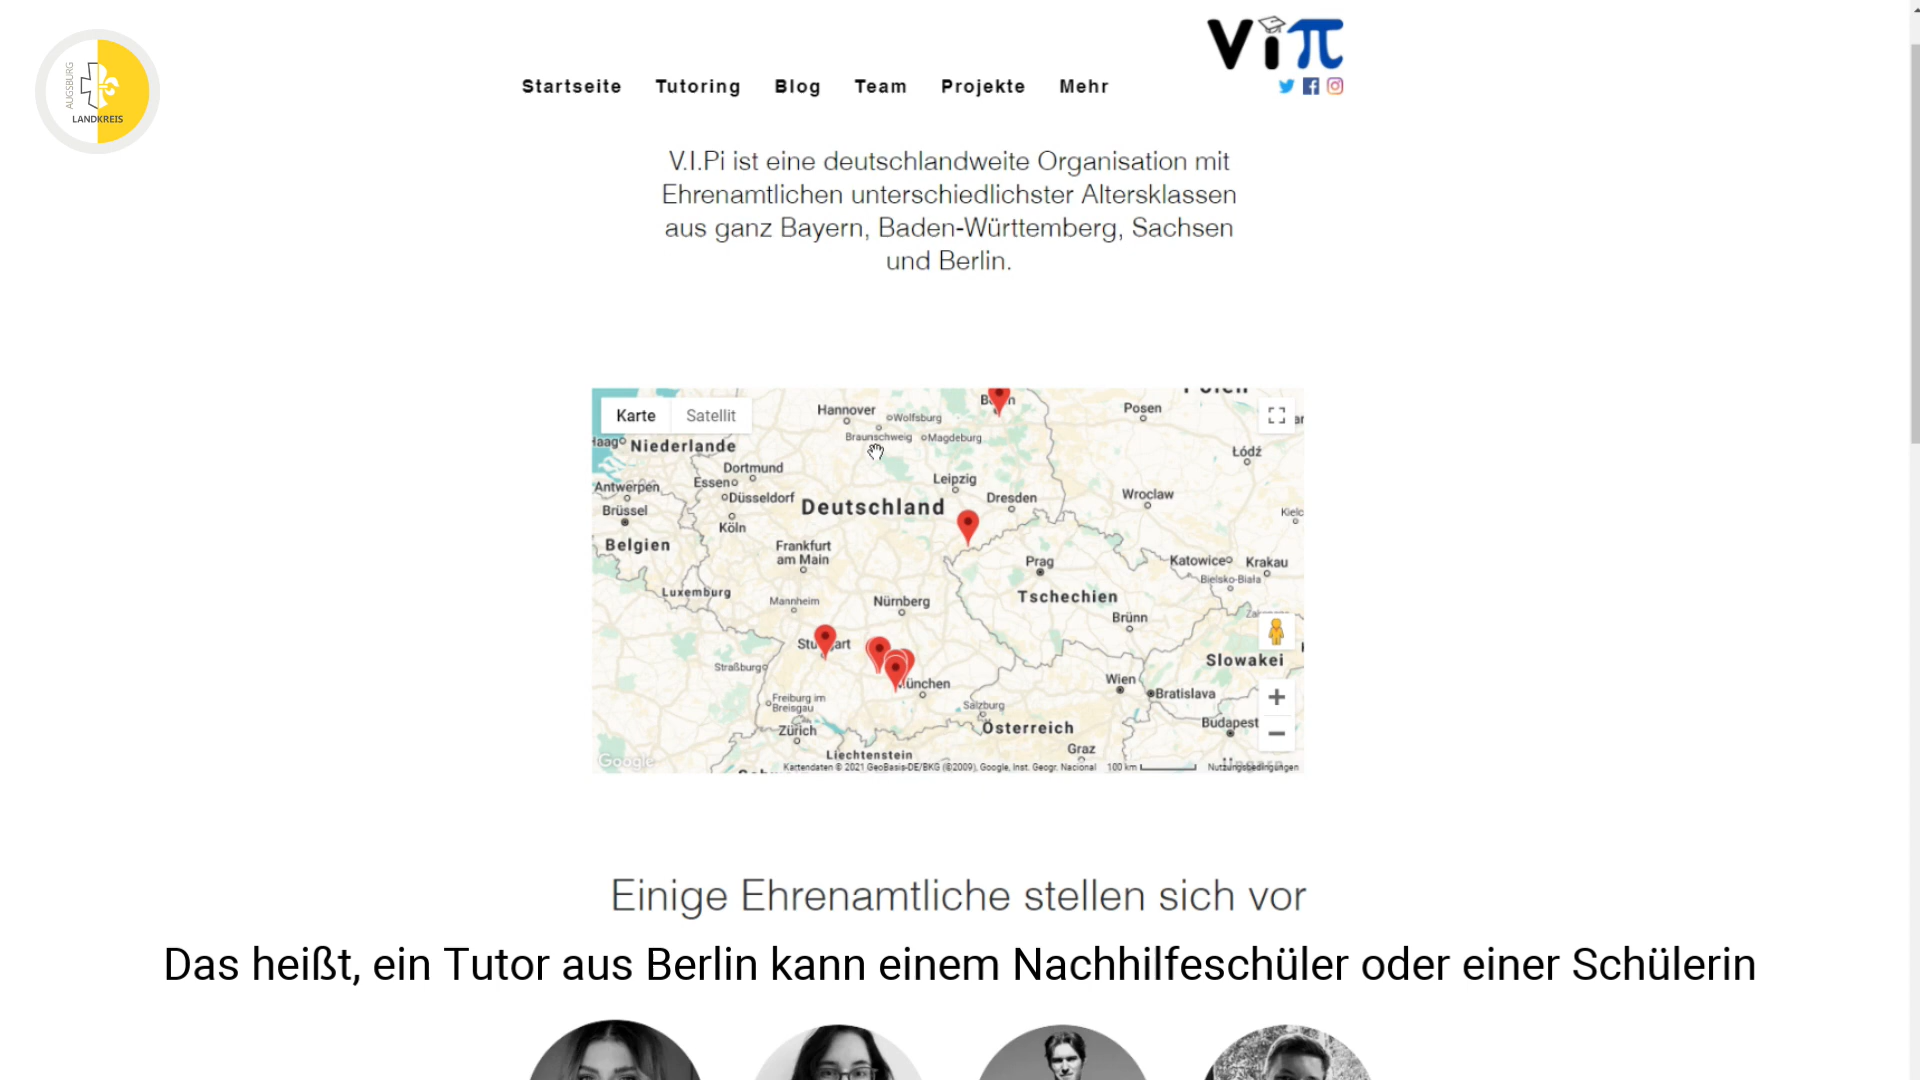 AUGSBURG
LANDKREIS
Viπ
Startseite Tutoring Blog Team Projekte Mehr
V.I.Pi ist eine deutschlandweite Organisation mit
Ehrenamtlichen unterschiedlichster Altersklassen
aus ganz Bayern, Baden-Württemberg, Sachsen
und Berlin.
Karte Satellit
Hannover
Wolfsburg
Posen
Braunschweig Magdeburg
Niederlande
Łódź
Dortmund
Essen
Leipzig
Antwerpen
Düsseldorf
Deutschland
Dresden
Wroclaw
Brüssel
Köln
Belgien
Frankfurt
am Main
Prag
Katowice Krakau
Bielsko-Biała
Luxemburg
Mannheim
Nürnberg
Tschechien
Brünn
Straßburg
Slowakei
Wien
Bratislava
Freiburg im
Breisgau
Salzburg
Budapest
Zürich
Österreich
Liechtenstein
Graz
Google
Kartendaten © 2021 GeoBasis-DE/BKG (©2009), Google, Inst. Geogr. Nacional 100 km Nutzungsbedingungen
Einige Ehrenamtliche stellen sich vor
Das heißt, ein Tutor aus Berlin kann einem Nachhilfeschüler oder einer Schülerin